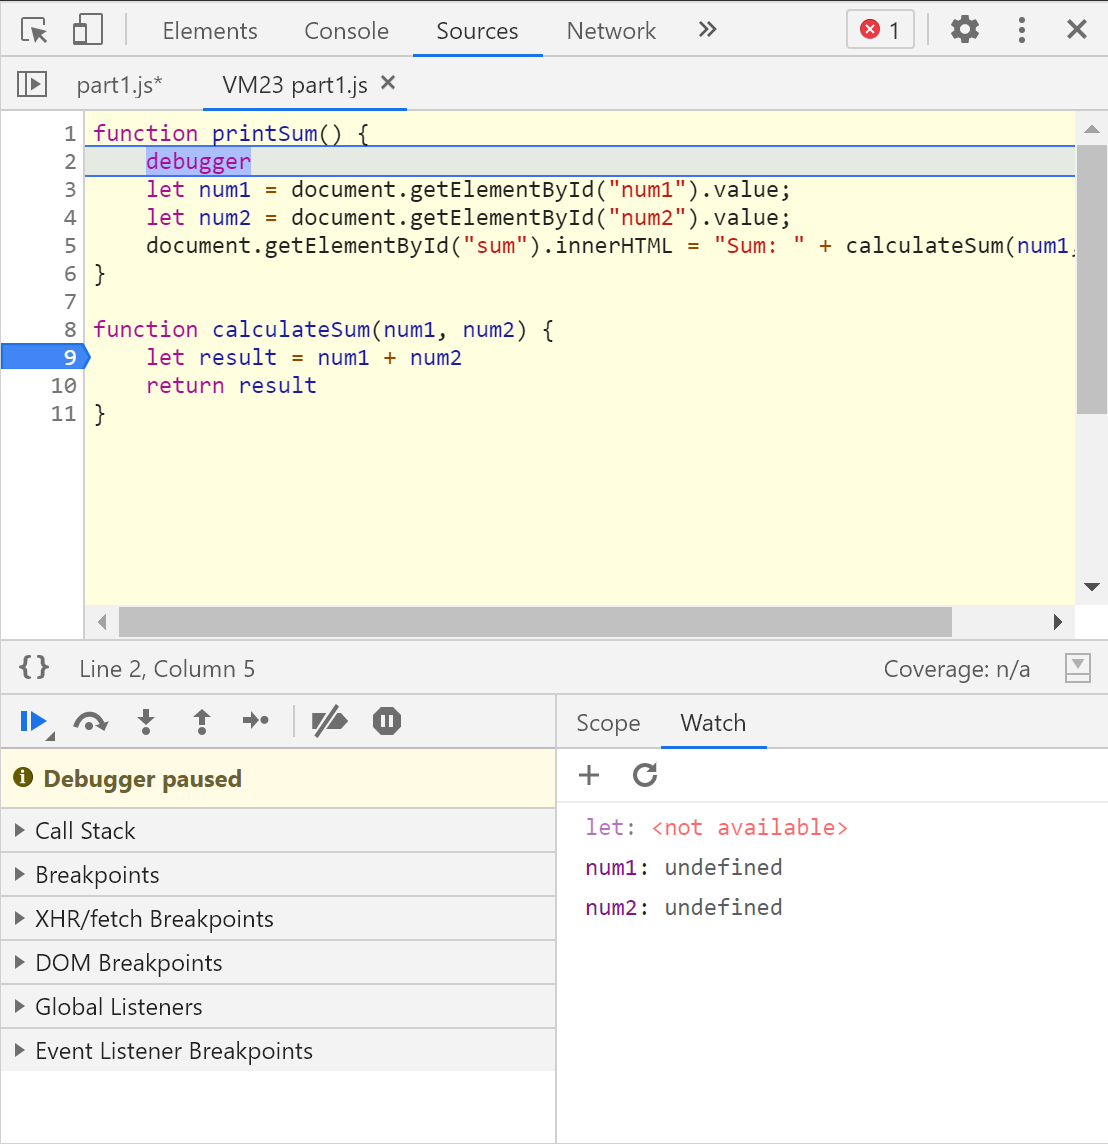 Elements Console Sources Network 1
part1.js* VM23 part1.js
1 function printSum() {
2     debugger
3     let num1 = document.getElementById("num1").value;
4     let num2 = document.getElementById("num2").value;
5     document.getElementById("sum").innerHTML = "Sum: " + calculateSum(num1,
6 }
7
8 function calculateSum(num1, num2) {
9     let result = num1 + num2
10     return result
11 }
{} Line 2, Column 5 Coverage: n/a
Scope Watch
Debugger paused
Call Stack
Breakpoints
XHR/fetch Breakpoints
DOM Breakpoints
Global Listeners
Event Listener Breakpoints
let: <not available>
num1: undefined
num2: undefined